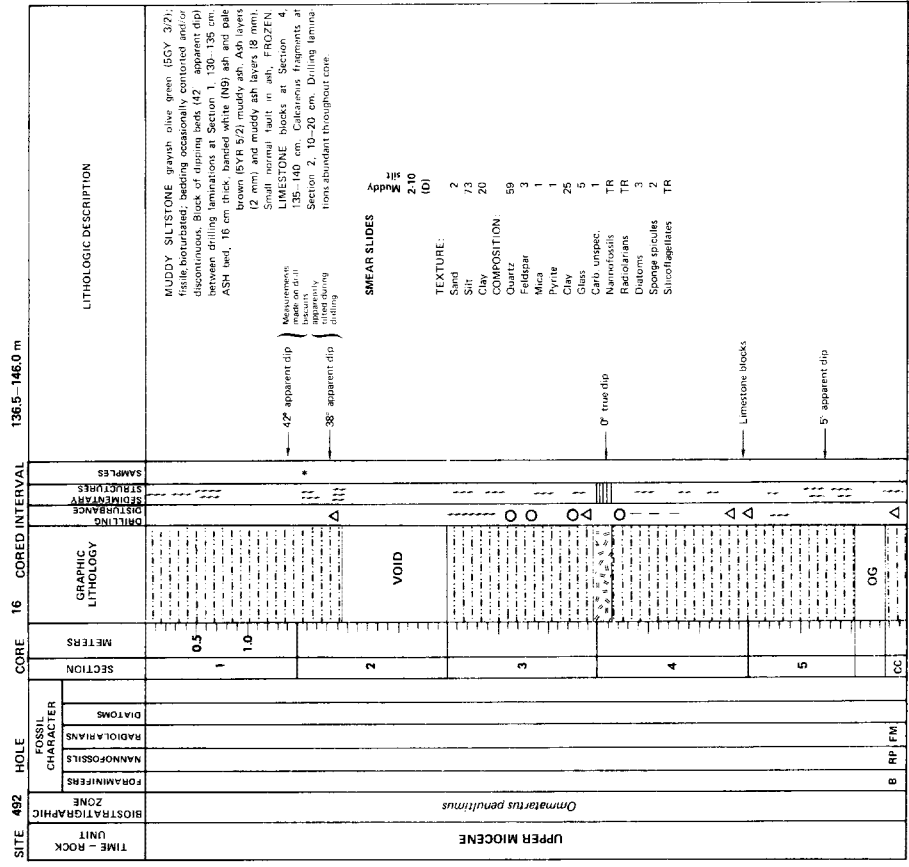 SITE 492 HOLE CORE 16 CORED INTERVAL 136.5–146.0 m
TIME – ROCK
UNIT
BIOSTRATIGRAPHIC
ZONE
FOSSIL
CHARACTER
FORAMINIFERS
NANNOFOSSILS
RADIOLARIANS
DIATOMS
SECTION
METERS
GRAPHIC
LITHOLOGY
DRILLING
DISTURBANCE
SEDIMENTARY
STRUCTURES
SAMPLES
LITHOLOGIC DESCRIPTION
UPPER MIOCENE
Ommatartus penultimus
B
RP
FM
1
2
3
4
5
CC
0.5
1.0
VOID
OG
*
42° apparent dip
38° apparent dip
Measurements
made on drill
biscuits
apparently
tilted during
drilling
0° true dip
Limestone blocks
5° apparent dip
MUDDY SILTSTONE grayish olive green (5GY 3/2);
fissile, bioturbated; bedding occasionally contorted and/or
discontinuous. Block of dipping beds (42° apparent dip)
between drilling laminations at Section 1, 130–135 cm.
ASH bed, 16 cm thick, banded white (N9) ash and pale
brown (5YR 5/2) muddy ash. Ash layers
(2 mm) and muddy ash layers (8 mm).
Small normal fault in ash, FROZEN.
LIMESTONE blocks at Section 4,
135–140 cm. Calcareous fragments at
Section 2, 10–20 cm. Drilling lamina-
tions abundant throughout core.
SMEAR SLIDES
Muddy
silt
2-10
(D)
TEXTURE:
Sand 2
Silt 73
Clay 20
COMPOSITION:
Quartz 59
Feldspar 3
Mica 1
Pyrite 1
Clay 25
Glass 5
Carb. unspec. 1
Nannofossils TR
Radiolarians TR
Diatoms 3
Sponge spicules 2
Silicoflagellates TR